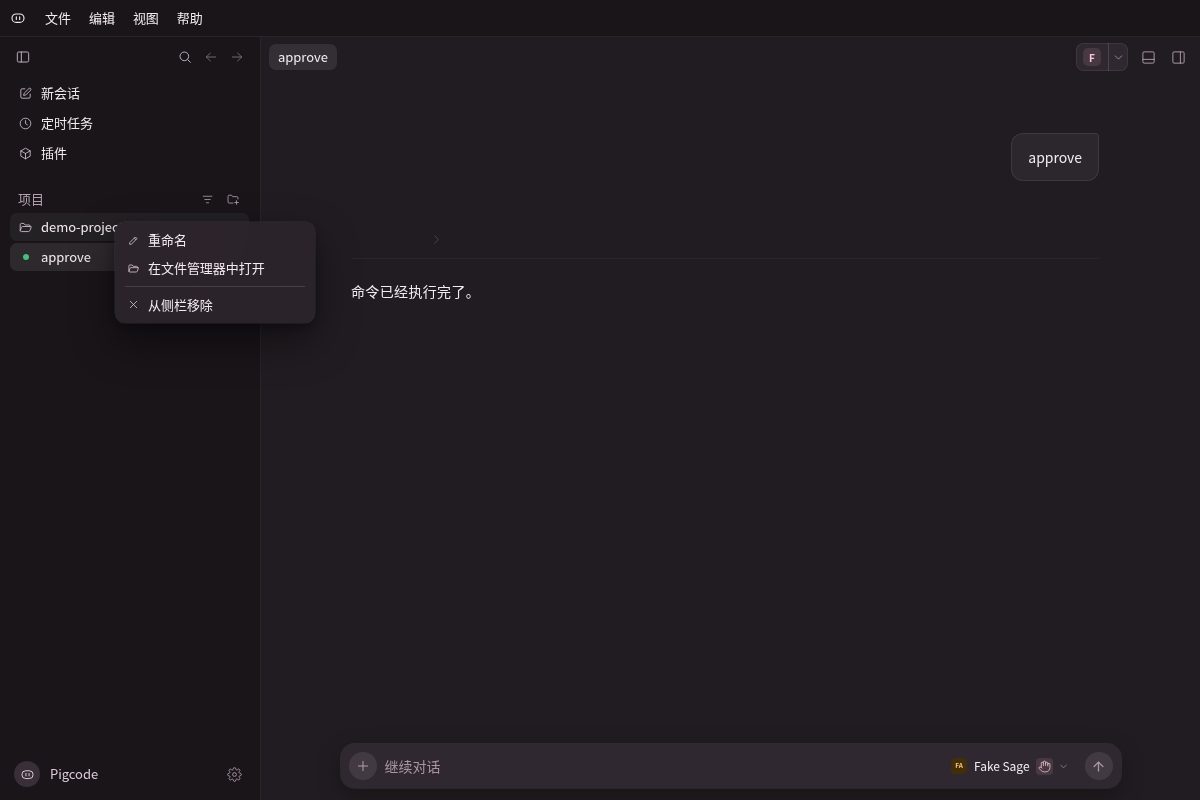 文件 编辑 视图 帮助
approve
F
新会话
定时任务
插件
项目
demo-projec
approve
重命名
在文件管理器中打开
从侧栏移除
approve
命令已经执行完了。
继续对话
FA Fake Sage
Pigcode